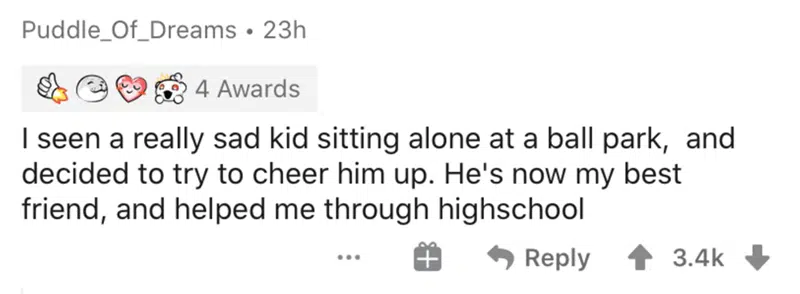 Puddle_Of_Dreams • 23h
4 Awards
I seen a really sad kid sitting alone at a ball park,  and
decided to try to cheer him up. He's now my best
friend, and helped me through highschool
... Reply 3.4k